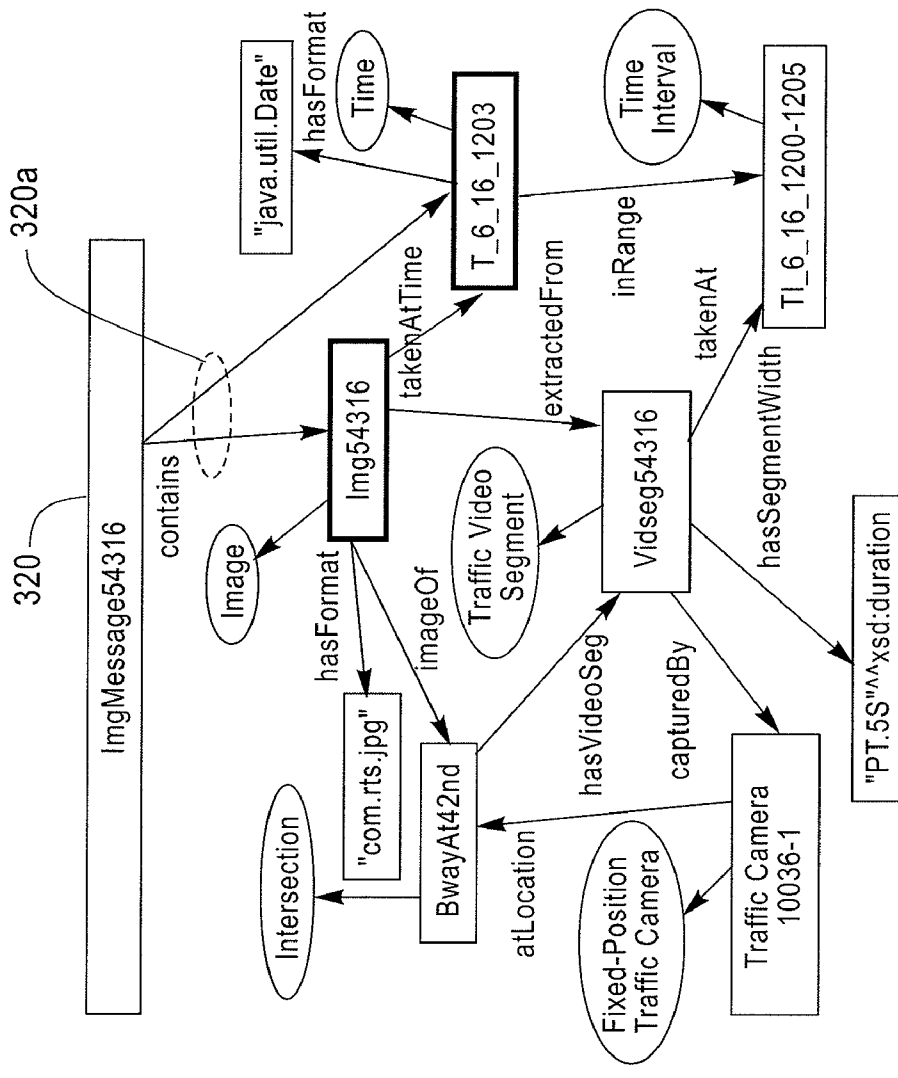 320
320a
ImgMessage54316
contains
"java.util.Date"
hasFormat
Time
Image
Img54316
takenAtTime
T_6_16_1203
hasFormat
imageOf
extractedFrom
inRange
Time
Interval
Intersection
"com.rts.jpg"
BwayAt42nd
Traffic Video
Segment
Vidseg54316
takenAt
TI_6_16_1200-1205
hasVideoSeg
hasSegmentWidth
atLocation
capturedBy
Fixed-Position
Traffic Camera
Traffic Camera
10036-1
"PT.5S"^^xsd:duration